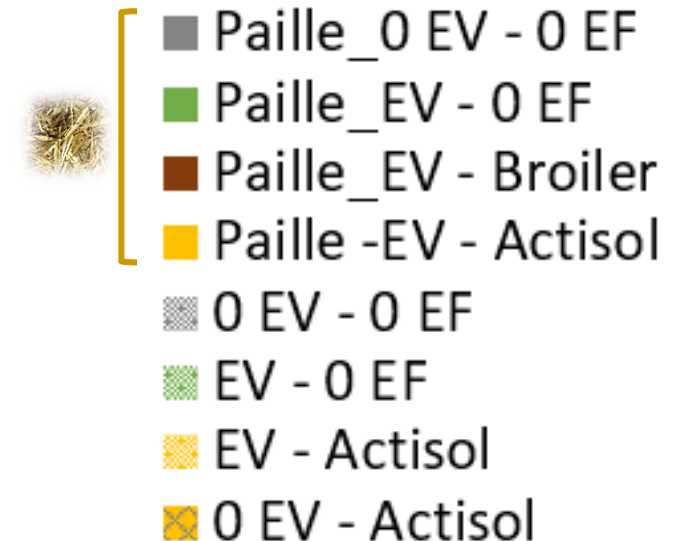 Paille_0 EV - 0 EF
Paille_EV - 0 EF
Paille_EV - Broiler
Paille -EV - Actisol
0 EV - 0 EF
EV - 0 EF
EV - Actisol
0 EV - Actisol